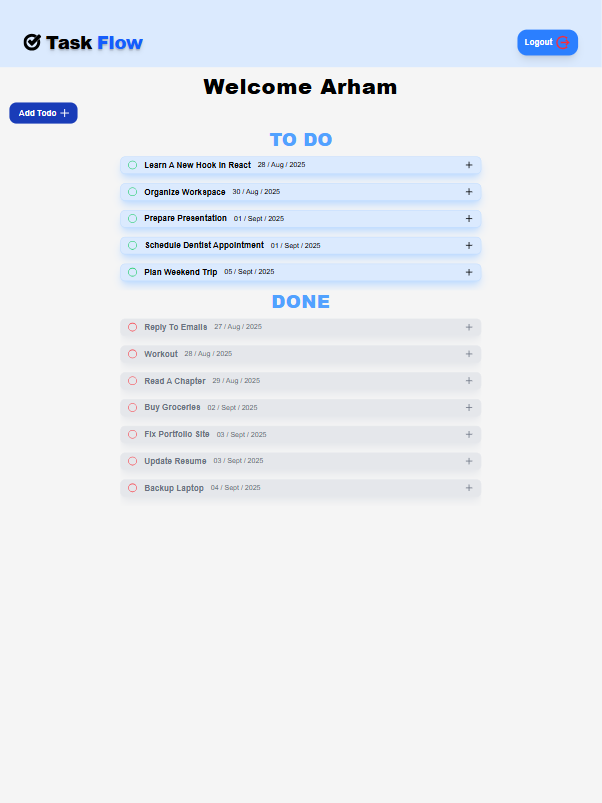 Task Flow
Logout
Welcome Arham
Add Todo
TO DO
Learn A New Hook In React 28 / Aug / 2025
Organize Workspace 30 / Aug / 2025
Prepare Presentation 01 / Sept / 2025
Schedule Dentist Appointment 01 / Sept / 2025
Plan Weekend Trip 05 / Sept / 2025
DONE
Reply To Emails 27 / Aug / 2025
Workout 28 / Aug / 2025
Read A Chapter 29 / Aug / 2025
Buy Groceries 02 / Sept / 2025
Fix Portfolio Site 03 / Sept / 2025
Update Resume 03 / Sept / 2025
Backup Laptop 04 / Sept / 2025